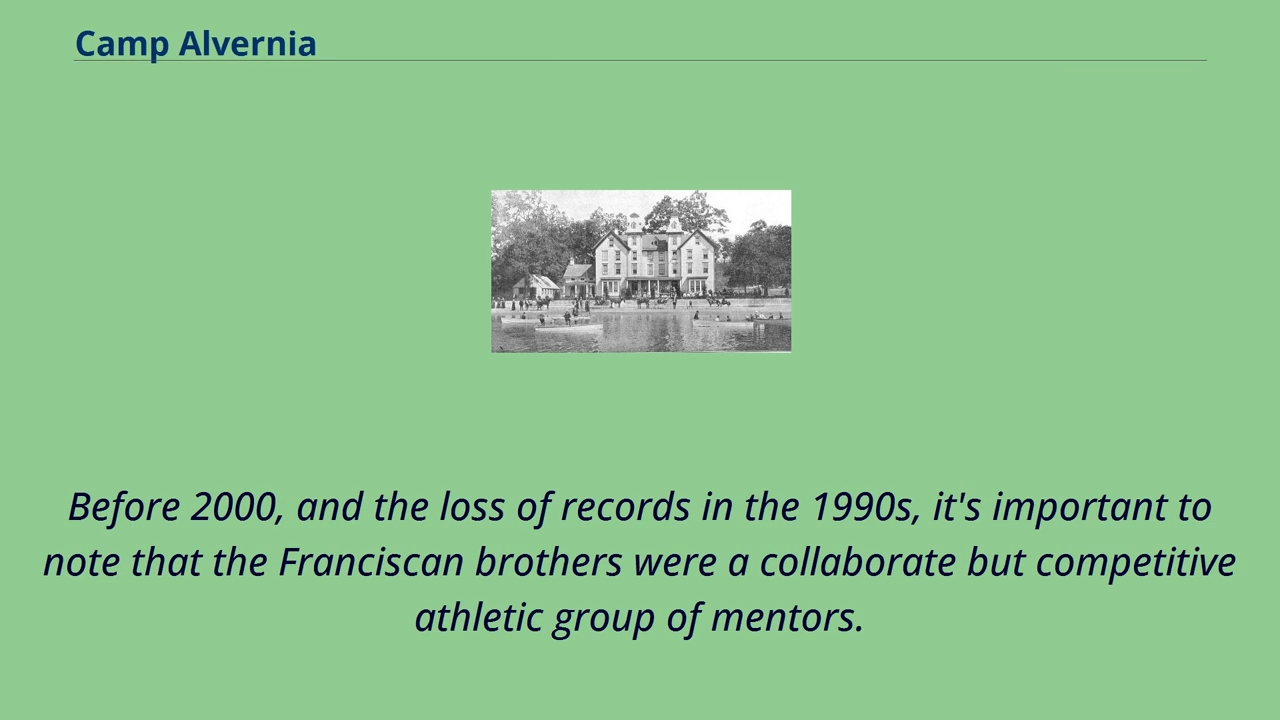 Camp Alvernia
Before 2000, and the loss of records in the 1990s, it's important to
note that the Franciscan brothers were a collaborate but competitive
athletic group of mentors.